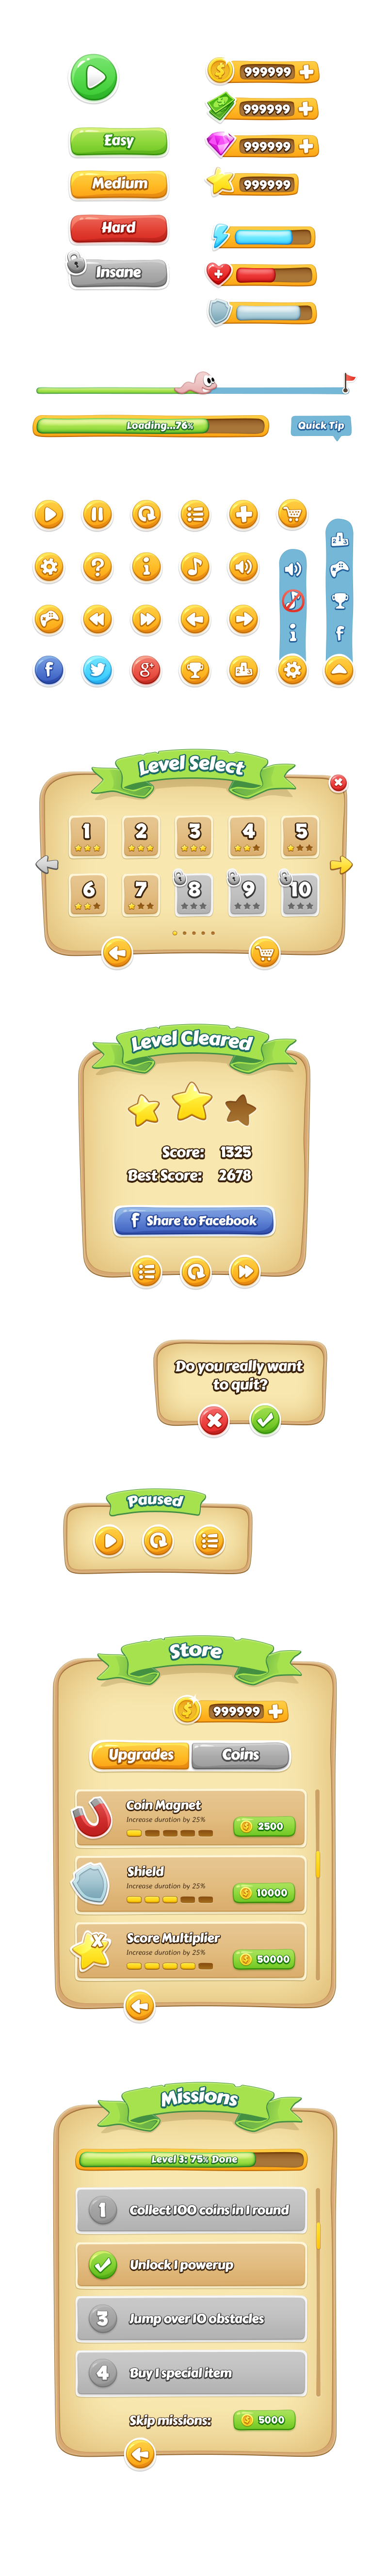 999999
Easy
999999
999999
Medium
999999
Hard
Insane
Loading...76%
Quick Tip
?
i
i
f
f
g+
Level Select
1 2 3 4 5
6 7 8 9 10
Level Cleared
Score: 1325
Best Score: 2678
f Share to Facebook
Do you really want
to quit?
Paused
Store
$ 999999
Upgrades Coins
Coin Magnet
Increase duration by 25%
2500
Shield
Increase duration by 25%
10000
X
Score Multiplier
Increase duration by 25%
50000
Missions
Level 3: 75% Done
1 Collect 100 coins in 1 round
Unlock 1 powerup
3 Jump over 10 obstacles
4 Buy 1 special item
Skip missions: 5000